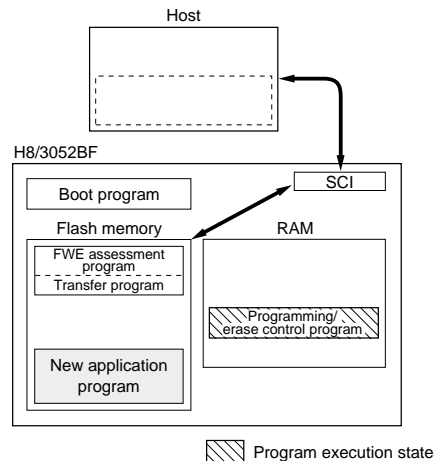 Host
H8/3052BF
SCI
Boot program
Flash memory
RAM
FWE assessment
program
Transfer program
Programming/
erase control program
New application
program
Program execution state